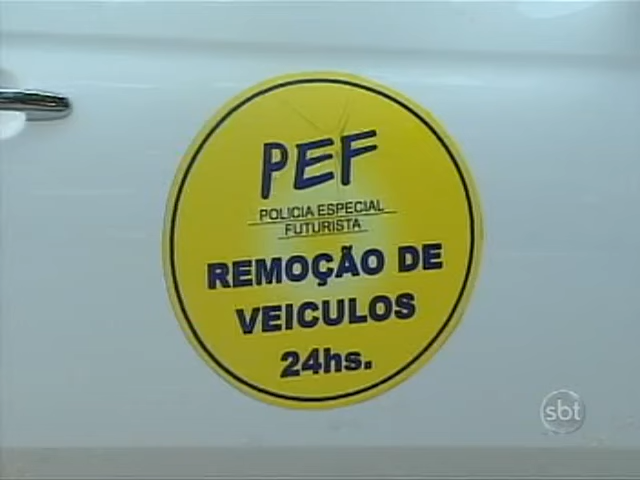 PEF
POLICIA ESPECIAL
FUTURISTA
REMOÇÃO DE
VEICULOS
24hs.
sbt